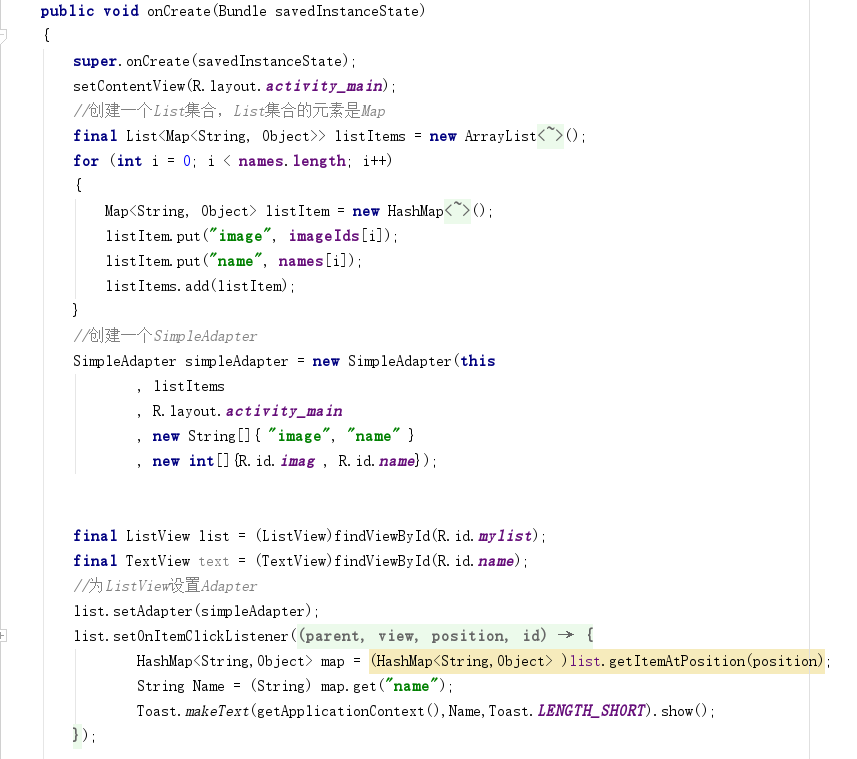 public void onCreate(Bundle savedInstanceState)
{
super.onCreate(savedInstanceState);
setContentView(R.layout.activity_main);
//创建一个List集合，List集合的元素是Map
final List<Map<String, Object>> listItems = new ArrayList<~>();
for (int i = 0; i < names.length; i++)
{
Map<String, Object> listItem = new HashMap<~>();
listItem.put("image", imageIds[i]);
listItem.put("name", names[i]);
listItems.add(listItem);
}
//创建一个SimpleAdapter
SimpleAdapter simpleAdapter = new SimpleAdapter(this
, listItems
, R.layout.activity_main
, new String[]{ "image", "name" }
, new int[]{R.id.imag , R.id.name});
final ListView list = (ListView)findViewById(R.id.mylist);
final TextView text = (TextView)findViewById(R.id.name);
//为ListView设置Adapter
list.setAdapter(simpleAdapter);
list.setOnItemClickListener((parent, view, position, id) → {
HashMap<String,Object> map = (HashMap<String,Object> )list.getItemAtPosition(position);
String Name = (String) map.get("name");
Toast.makeText(getApplicationContext(),Name,Toast.LENGTH_SHORT).show();
});